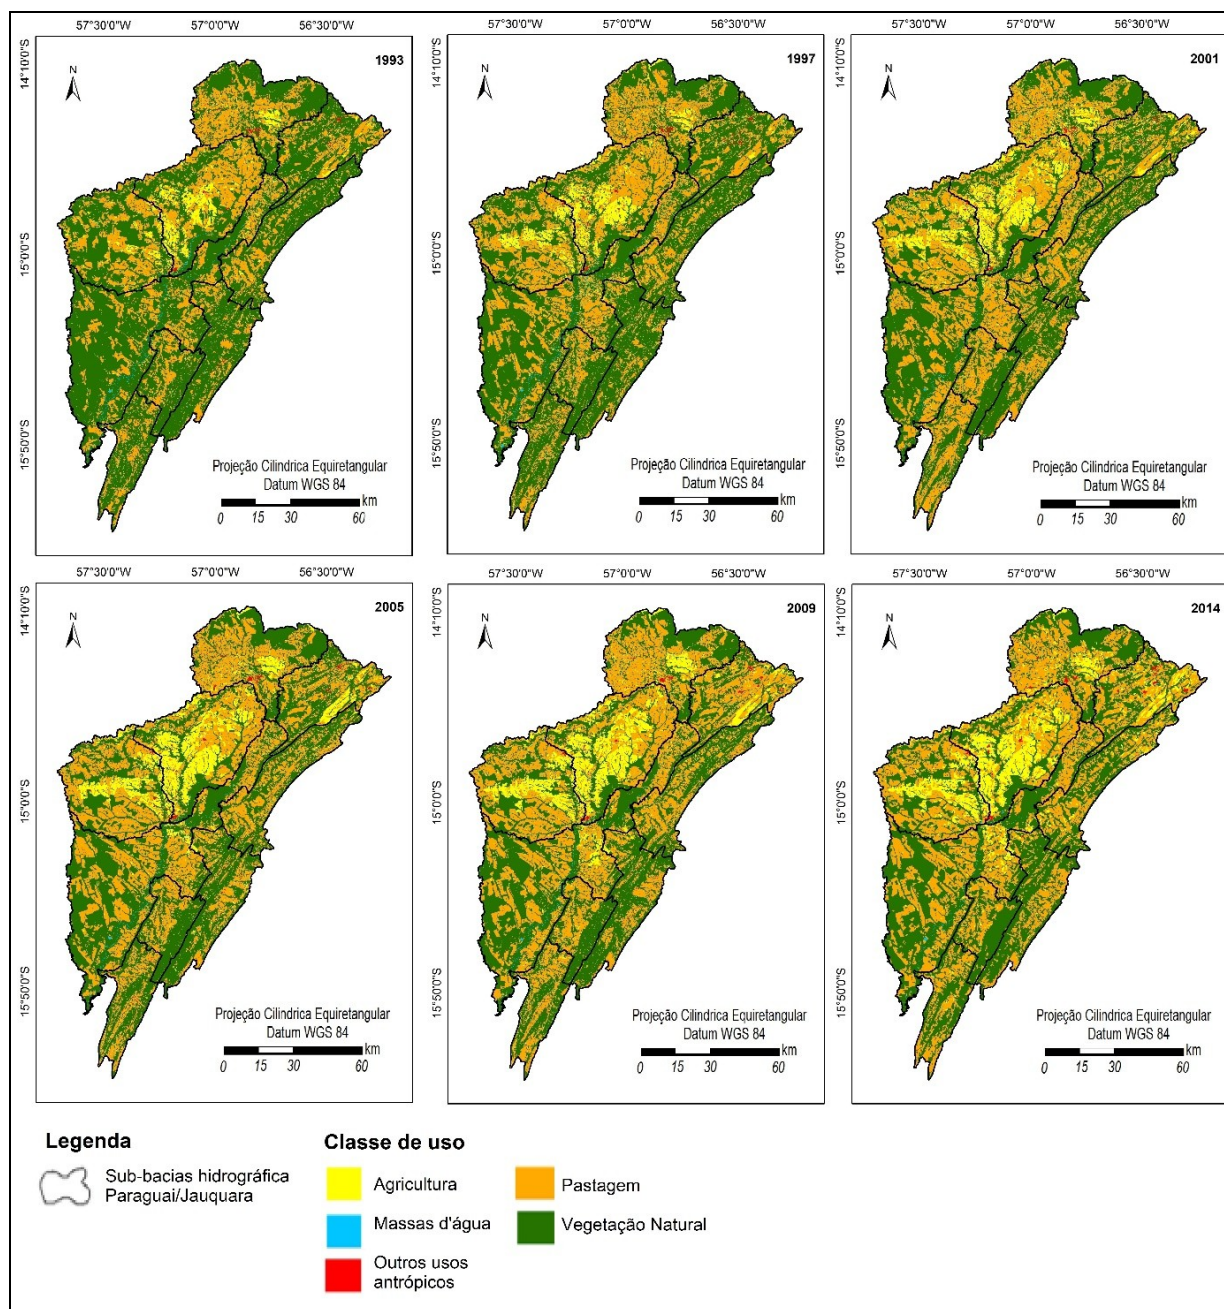 57°30'0"W 57°0'0"W 56°30'0"W
57°30'0"W 57°0'0"W 56°30'0"W
57°30'0"W 57°0'0"W 56°30'0"W
14°10'0"S
15°0'0"S
15°50'0"S
N
1993
Projeção Cilindrica Equiretangular
Datum WGS 84
km
0 15 30 60
14°10'0"S
15°0'0"S
15°50'0"S
N
1997
Projeção Cilindrica Equiretangular
Datum WGS 84
km
0 15 30 60
14°10'0"S
15°0'0"S
15°50'0"S
N
2001
Projeção Cilindrica Equiretangular
Datum WGS 84
km
0 15 30 60
57°30'0"W 57°0'0"W 56°30'0"W
57°30'0"W 57°0'0"W 56°30'0"W
57°30'0"W 57°0'0"W 56°30'0"W
14°10'0"S
15°0'0"S
15°50'0"S
N
2005
Projeção Cilindrica Equiretangular
Datum WGS 84
km
0 15 30 60
14°10'0"S
15°0'0"S
15°50'0"S
N
2009
Projeção Cilindrica Equiretangular
Datum WGS 84
km
0 15 30 60
14°10'0"S
15°0'0"S
15°50'0"S
N
2014
Projeção Cilindrica Equiretangular
Datum WGS 84
km
0 15 30 60
Legenda
Sub-bacias hidrográfica
Paraguai/Jauquara
Classe de uso
Agricultura
Massas d'água
Outros usos
antrópicos
Pastagem
Vegetação Natural